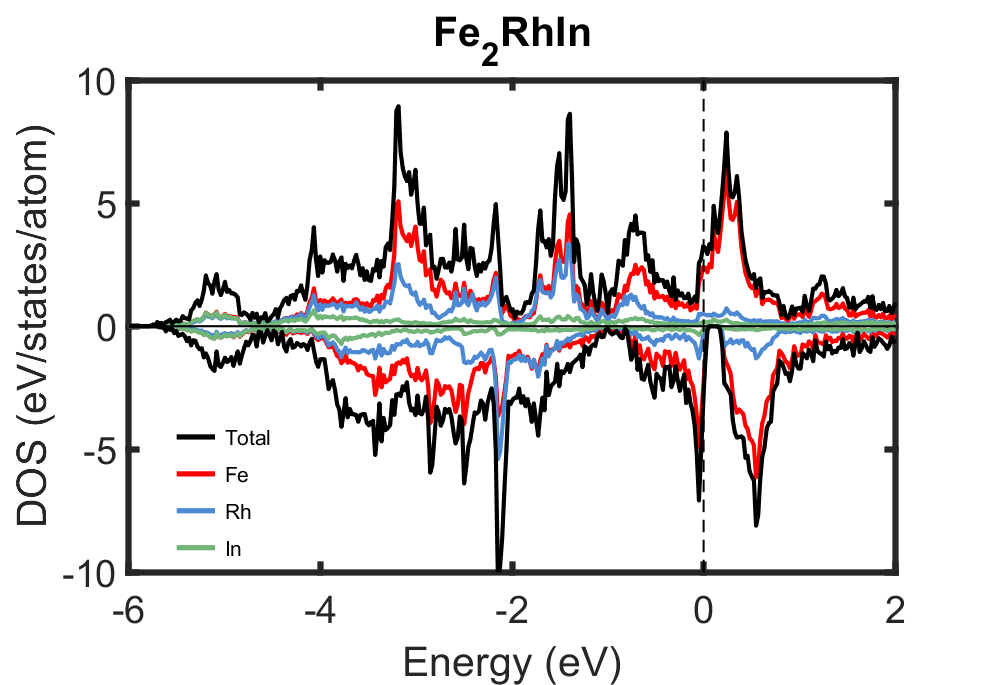 Fe2RhIn
DOS (eV/states/atom)
10
5
0
-5
-10
Total
Fe
Rh
In
-6 -4 -2 0 2
Energy (eV)